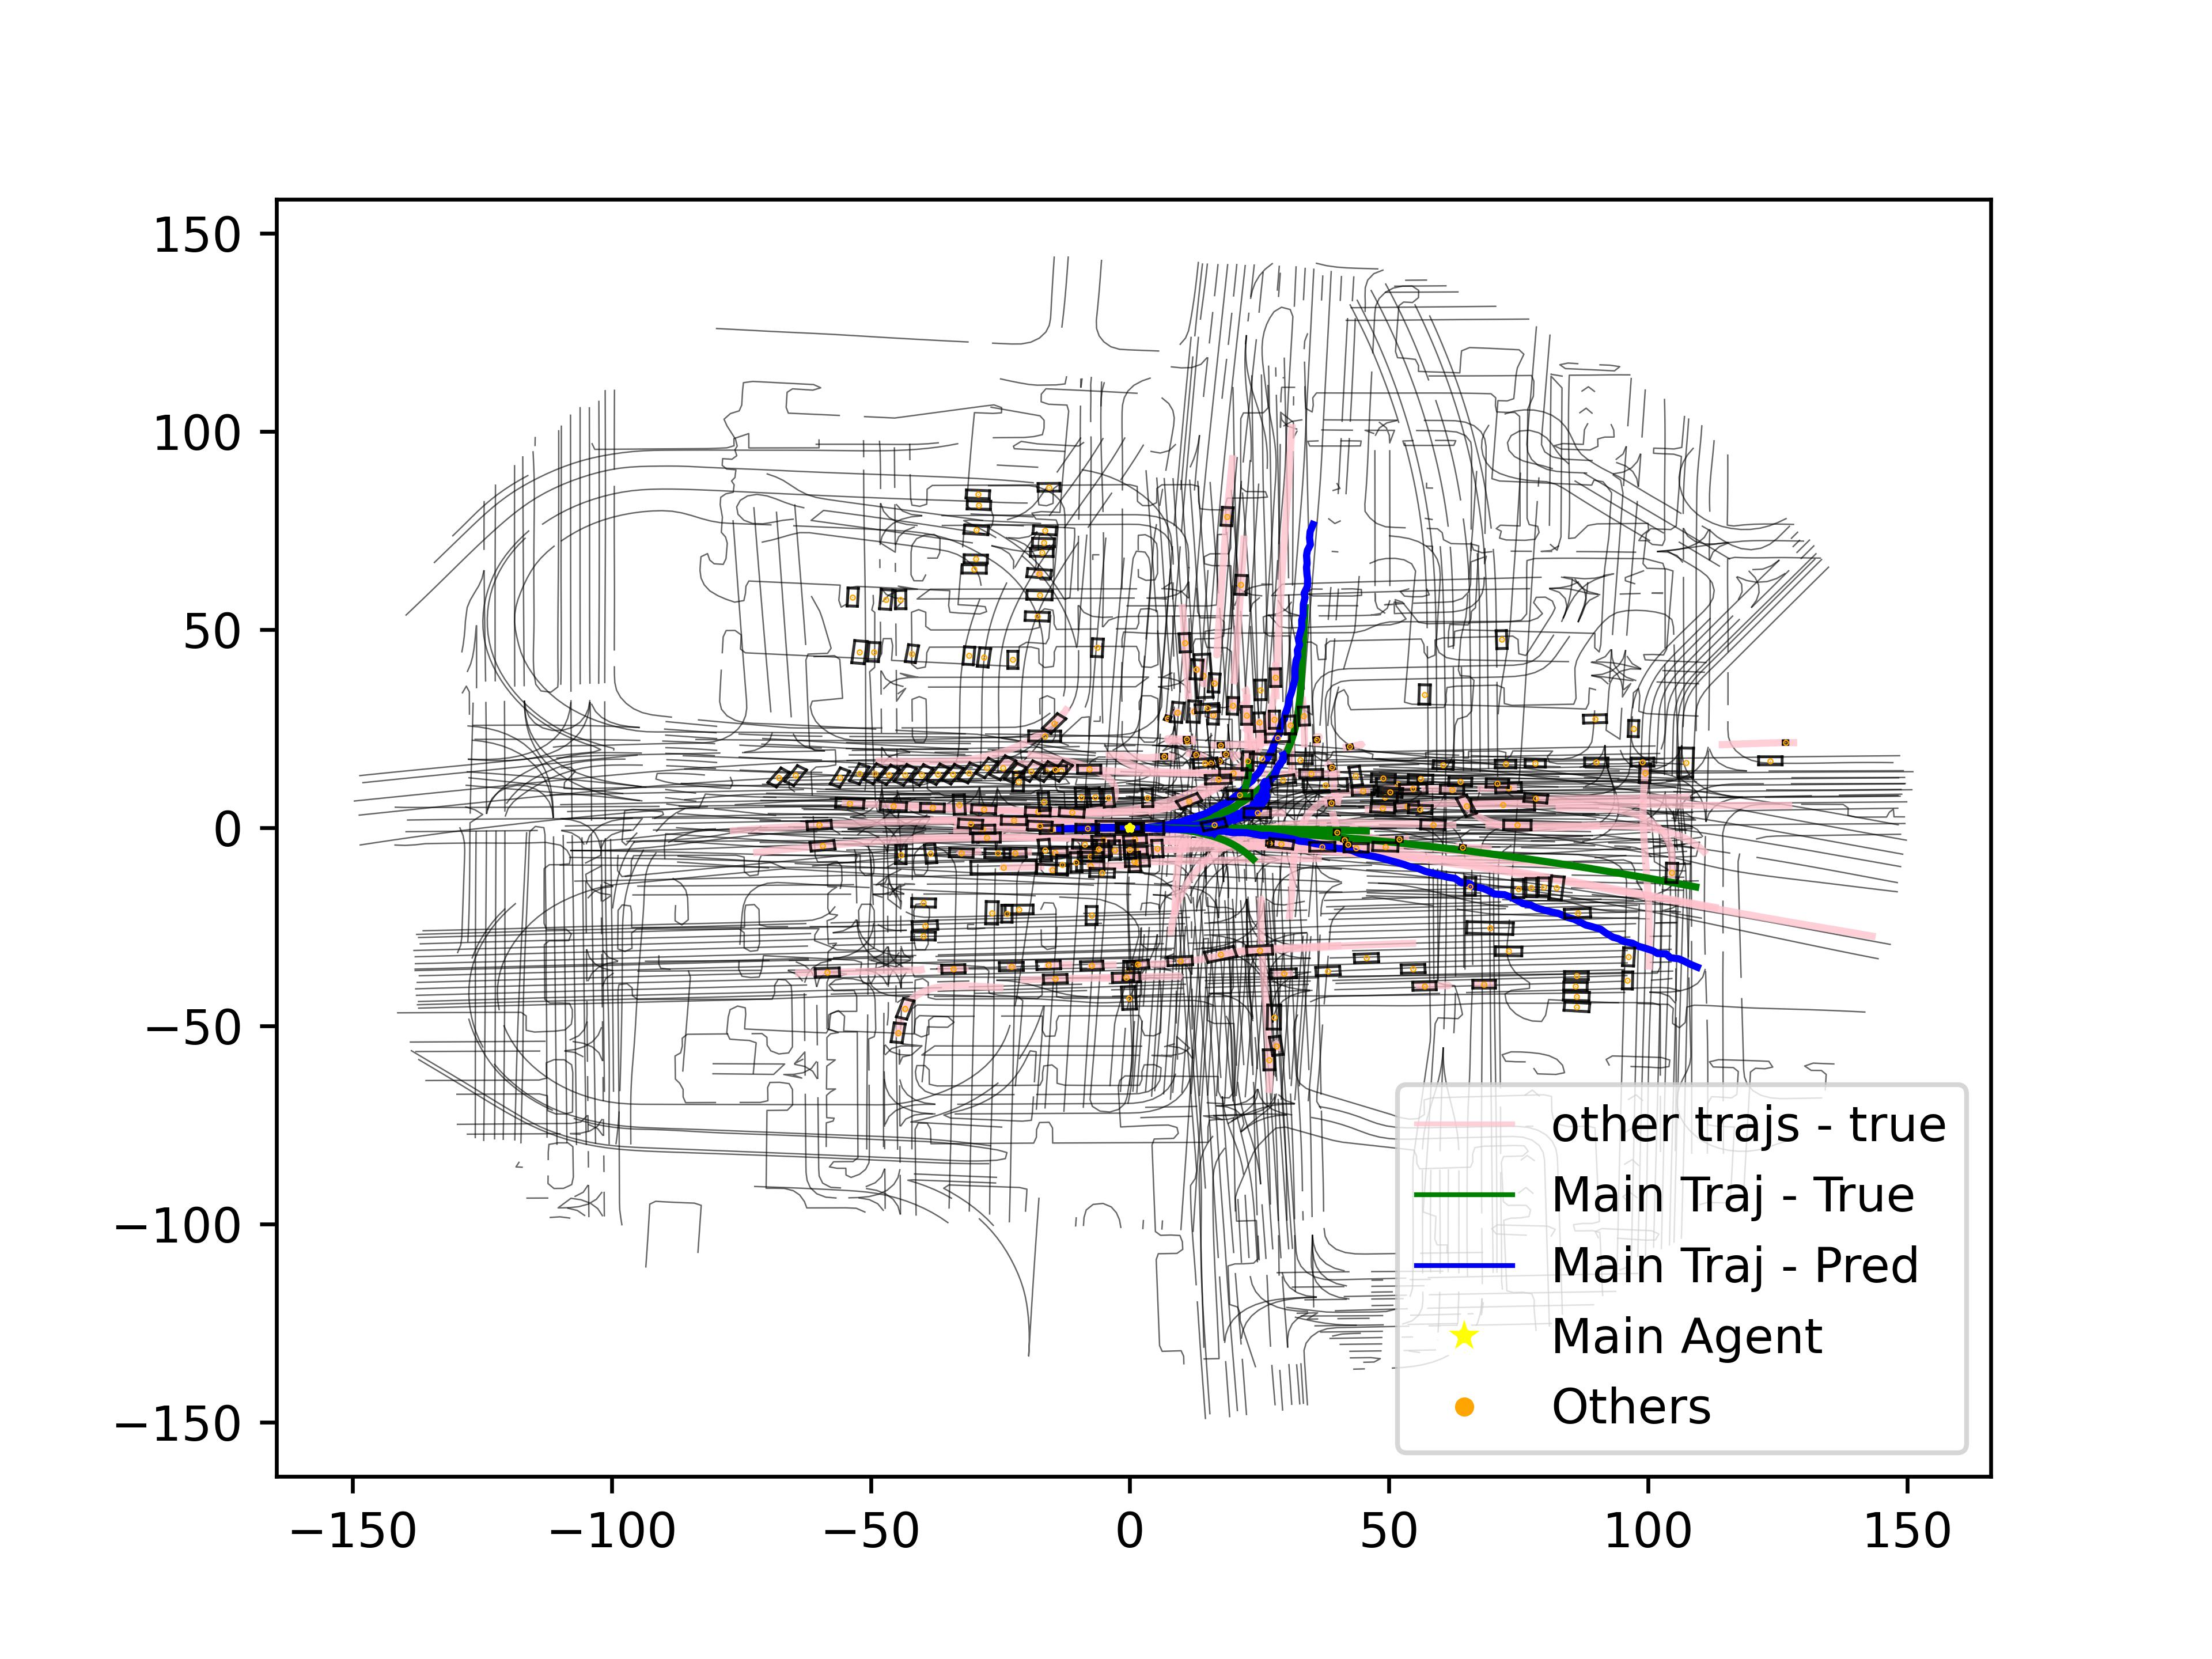 150
100
50
0
−50
−100
−150
−150 −100 −50 0 50 100 150
other trajs - true
Main Traj - True
Main Traj - Pred
Main Agent
Others